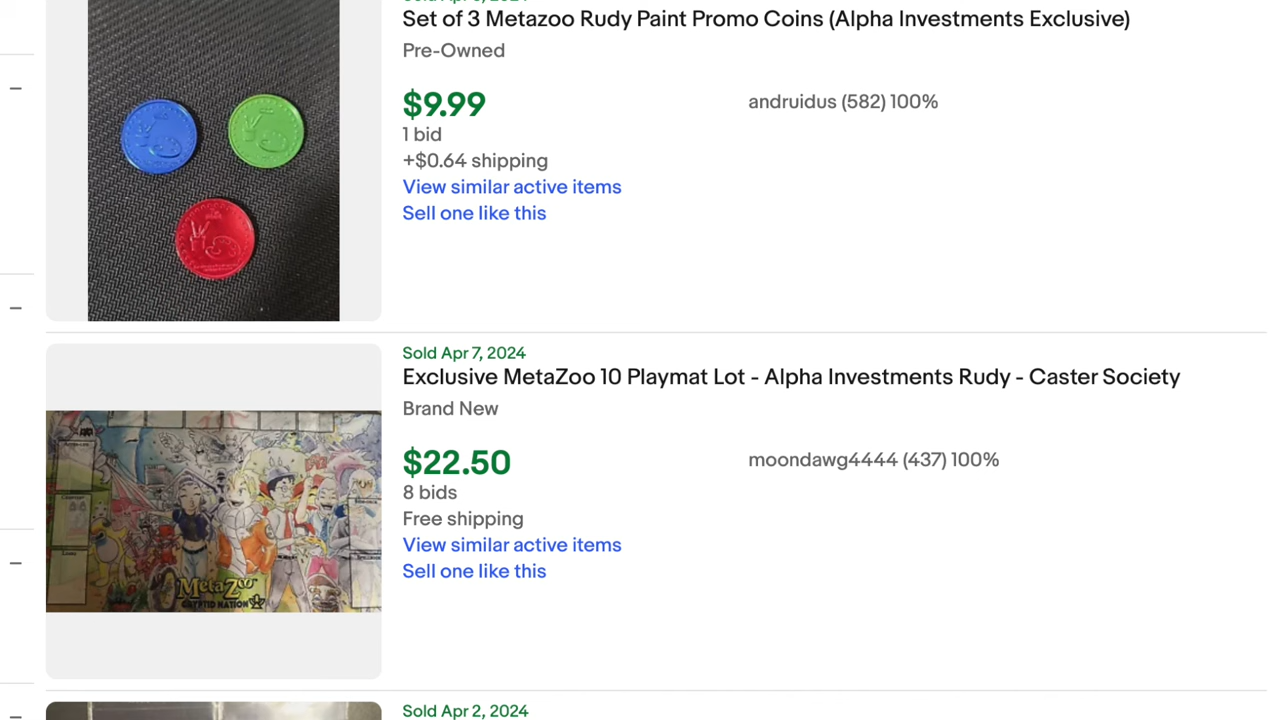 Set of 3 Metazoo Rudy Paint Promo Coins (Alpha Investments Exclusive)
Pre-Owned
$9.99
andruidus (582) 100%
1 bid
+$0.64 shipping
View similar active items
Sell one like this
Sold Apr 7, 2024
Exclusive MetaZoo 10 Playmat Lot - Alpha Investments Rudy - Caster Society
Brand New
$22.50
moondawg4444 (437) 100%
8 bids
Free shipping
View similar active items
Sell one like this
MetaZoo
CRYPTID NATION
Sold Apr 2, 2024